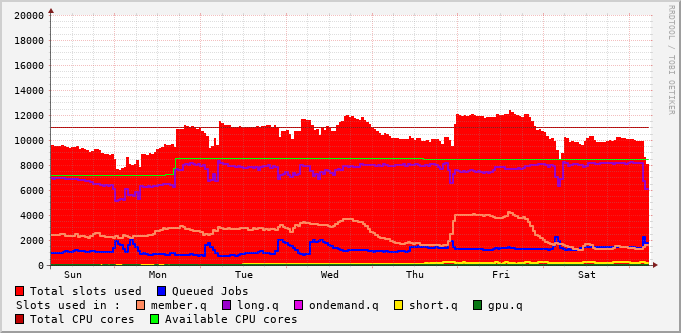 20000
18000
16000
14000
12000
10000
8000
6000
4000
2000
0
Sun Mon Tue Wed Thu Fri Sat
RRDTOOL / TOBI OETIKER
Total slots used Queued Jobs
Slots used in : member.q long.q ondemand.q short.q gpu.q
Total CPU cores Available CPU cores